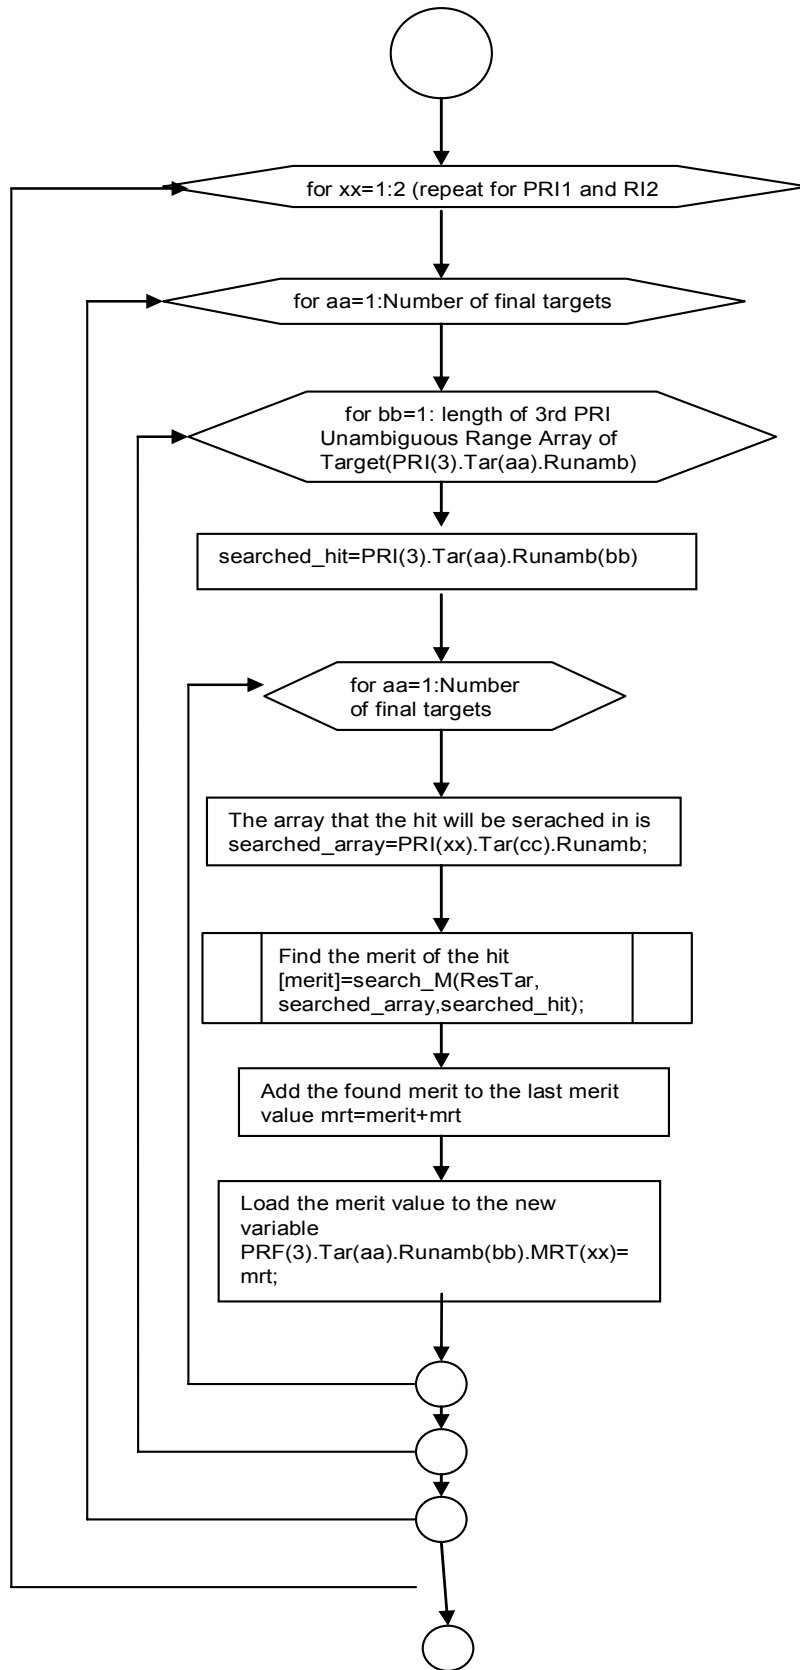 for xx=1:2 (repeat for PRI1 and RI2
for aa=1:Number of final targets
for bb=1: length of 3rd PRI
Unambiguous Range Array of
Target(PRI(3).Tar(aa).Runamb)
searched_hit=PRI(3).Tar(aa).Runamb(bb)
for aa=1:Number
of final targets
The array that the hit will be serached in is
searched_array=PRI(xx).Tar(cc).Runamb;
Find the merit of the hit
[merit]=search_M(ResTar,
searched_array,searched_hit);
Add the found merit to the last merit
value mrt=merit+mrt
Load the merit value to the new
variable
PRF(3).Tar(aa).Runamb(bb).MRT(xx)=
mrt;